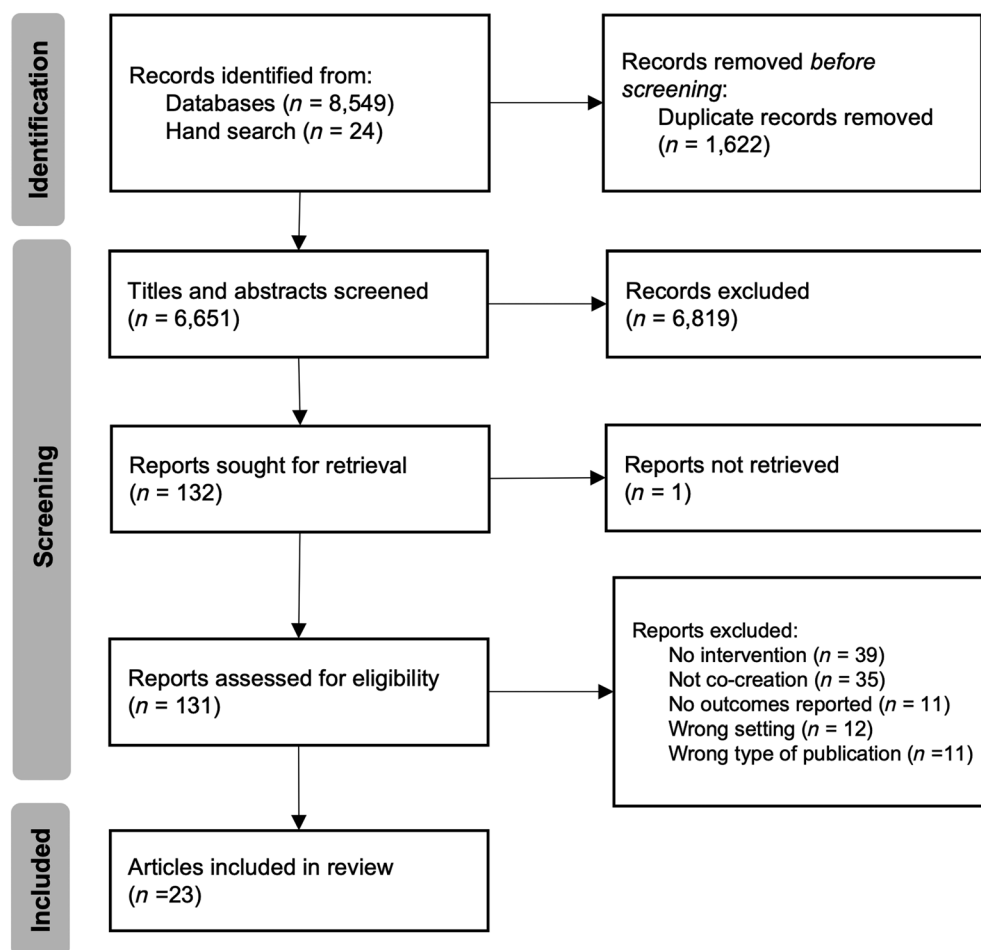 Identification
Records identified from:
Databases (n = 8,549)
Hand search (n = 24)
Records removed before
screening:
Duplicate records removed
(n = 1,622)
Screening
Titles and abstracts screened
(n = 6,651)
Records excluded
(n = 6,819)
Reports sought for retrieval
(n = 132)
Reports not retrieved
(n = 1)
Reports assessed for eligibility
(n = 131)
Reports excluded:
No intervention (n = 39)
Not co-creation (n = 35)
No outcomes reported (n = 11)
Wrong setting (n = 12)
Wrong type of publication (n =11)
Included
Articles included in review
(n =23)